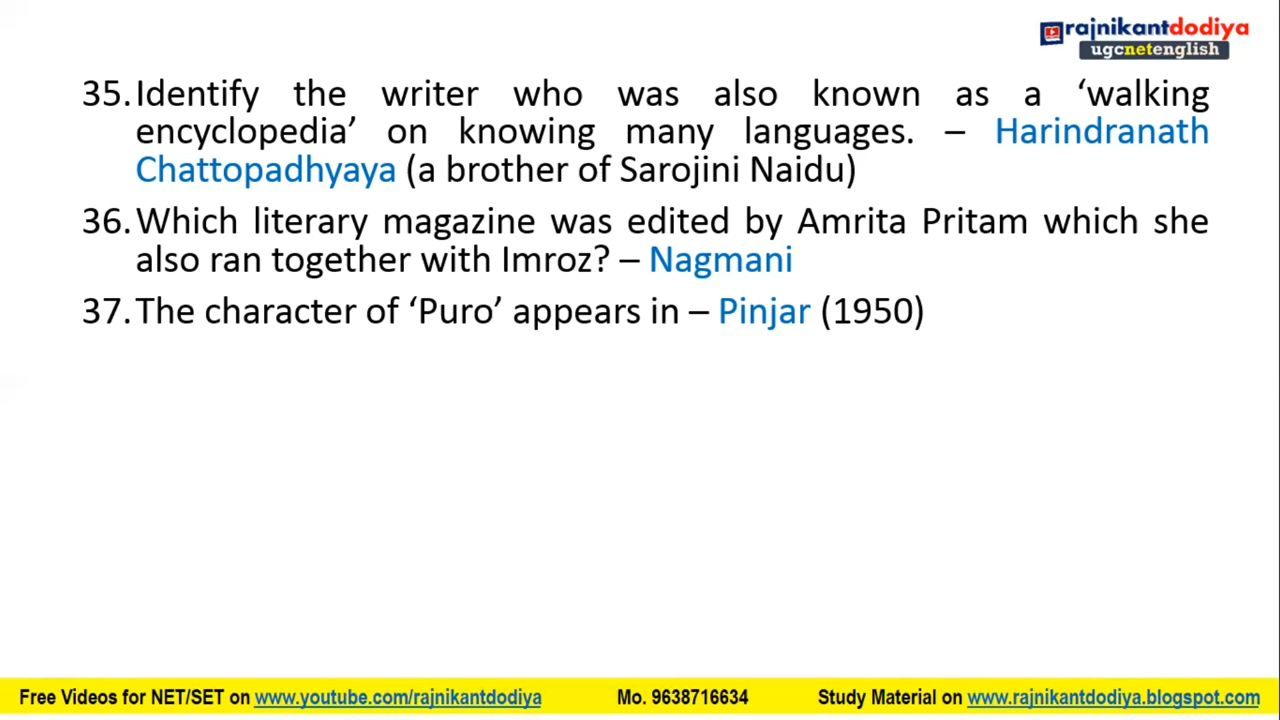 rajnikantdodiya
ugcnetenglish
35. Identify the writer who was also known as a ‘walking
encyclopedia’ on knowing many languages. – Harindranath
Chattopadhyaya (a brother of Sarojini Naidu)
36. Which literary magazine was edited by Amrita Pritam which she
also ran together with Imroz? – Nagmani
37. The character of ‘Puro’ appears in – Pinjar (1950)
Free Videos for NET/SET on www.youtube.com/rajnikantdodiya Mo. 9638716634 Study Material on www.rajnikantdodiya.blogspot.com